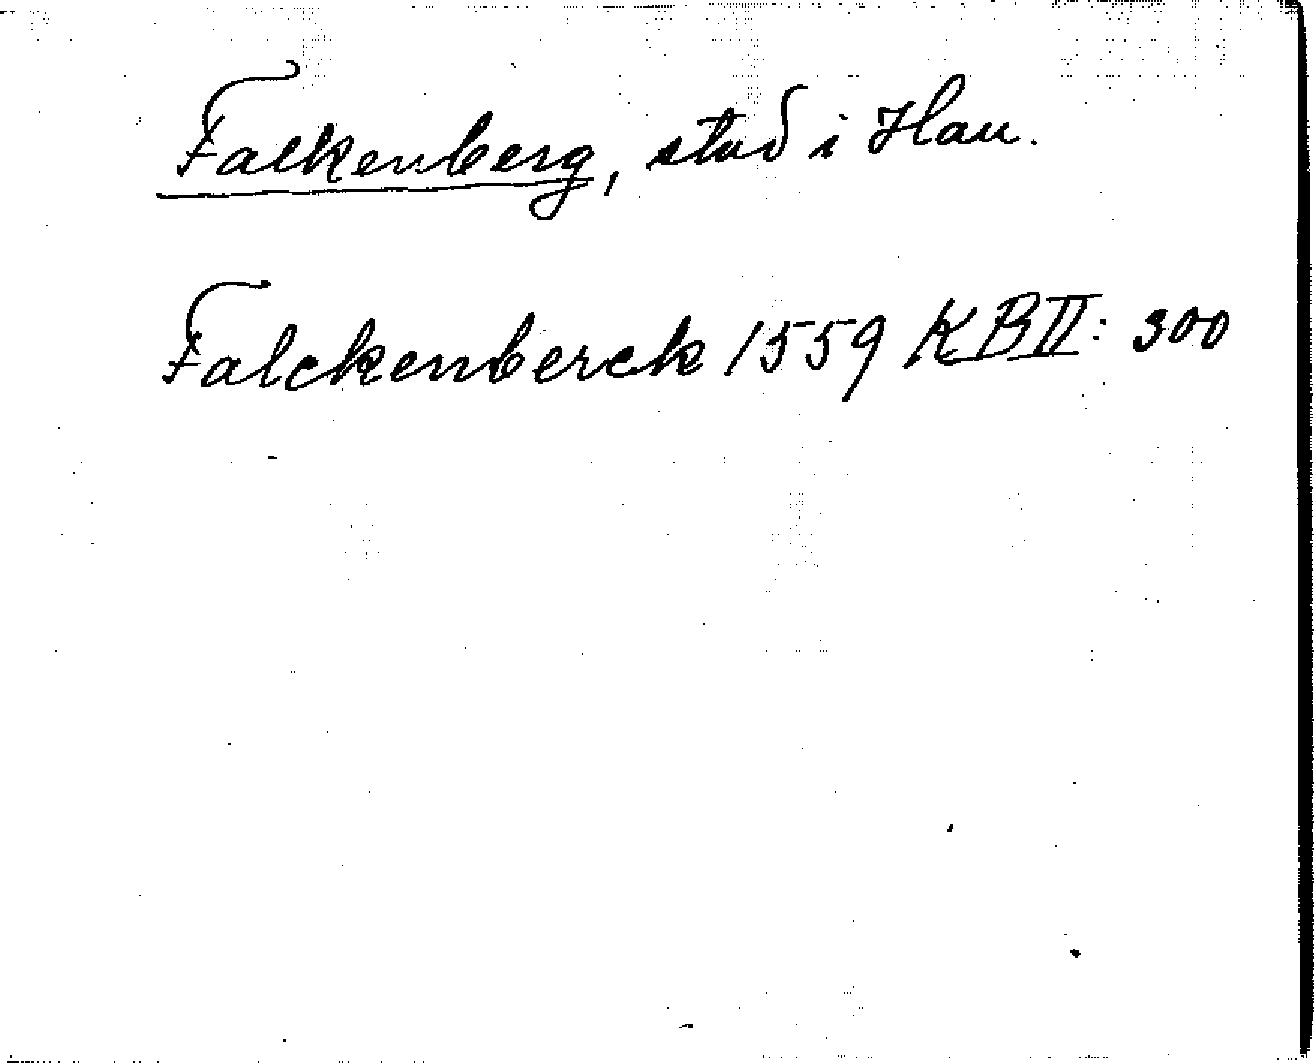 Falkenberg, stad i Hall.
Falckenberck 1559 KB II: 300